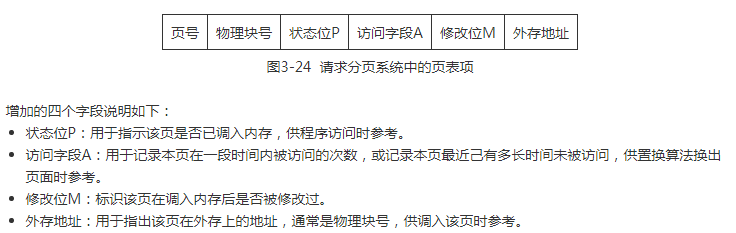 页号 物理块号 状态位P 访问字段A 修改位M 外存地址
图3-24 请求分页系统中的页表项
增加的四个字段说明如下：
• 状态位P：用于指示该页是否已调入内存，供程序访问时参考。
• 访问字段A：用于记录本页在一段时间内被访问的次数，或记录本页最近己有多长时间未被访问，供置换算法换出
页面时参考。
• 修改位M：标识该页在调入内存后是否被修改过。
• 外存地址：用于指出该页在外存上的地址，通常是物理块号，供调入该页时参考。